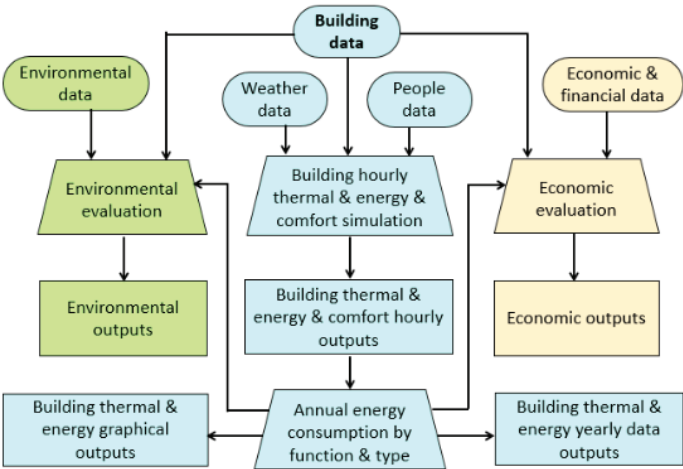 Building
data
Environmental
data
Weather
data
People
data
Economic &
financial data
Environmental
evaluation
Building hourly
thermal & energy &
comfort simulation
Economic
evaluation
Environmental
outputs
Building thermal &
energy & comfort hourly
outputs
Economic outputs
Building thermal &
energy graphical
outputs
Annual energy
consumption by
function & type
Building thermal &
energy yearly data
outputs